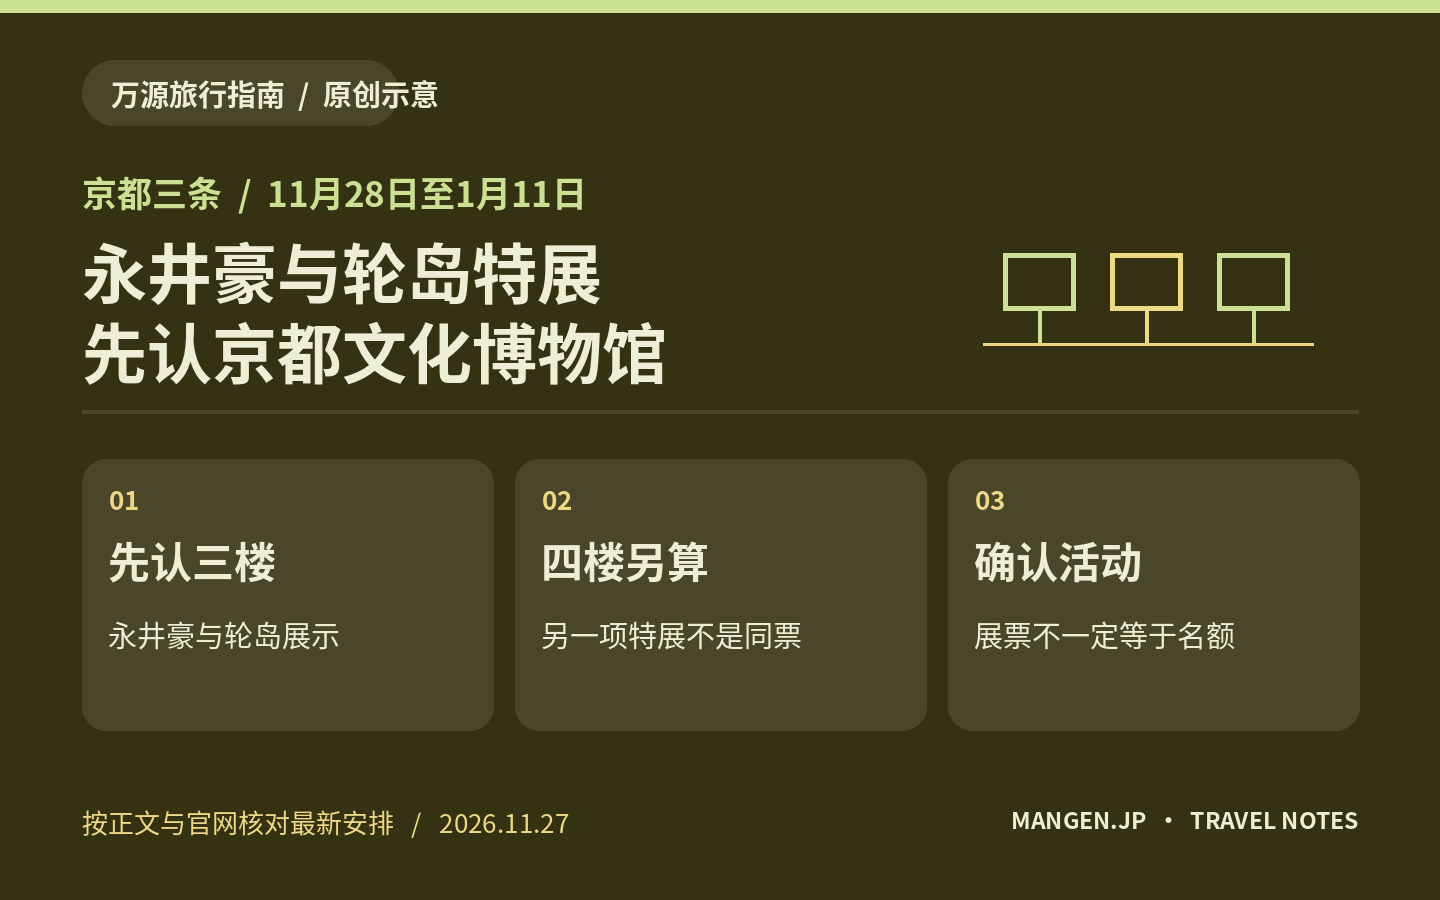 万源旅行指南 / 原创示意
京都三条 / 11月28日至1月11日
永井豪与轮岛特展
先认京都文化博物馆
01
先认三楼
永井豪与轮岛展示
02
四楼另算
另一项特展不是同票
03
确认活动
展票不一定等于名额
按正文与官网核对最新安排 / 2026.11.27
MANGEN.JP · TRAVEL NOTES